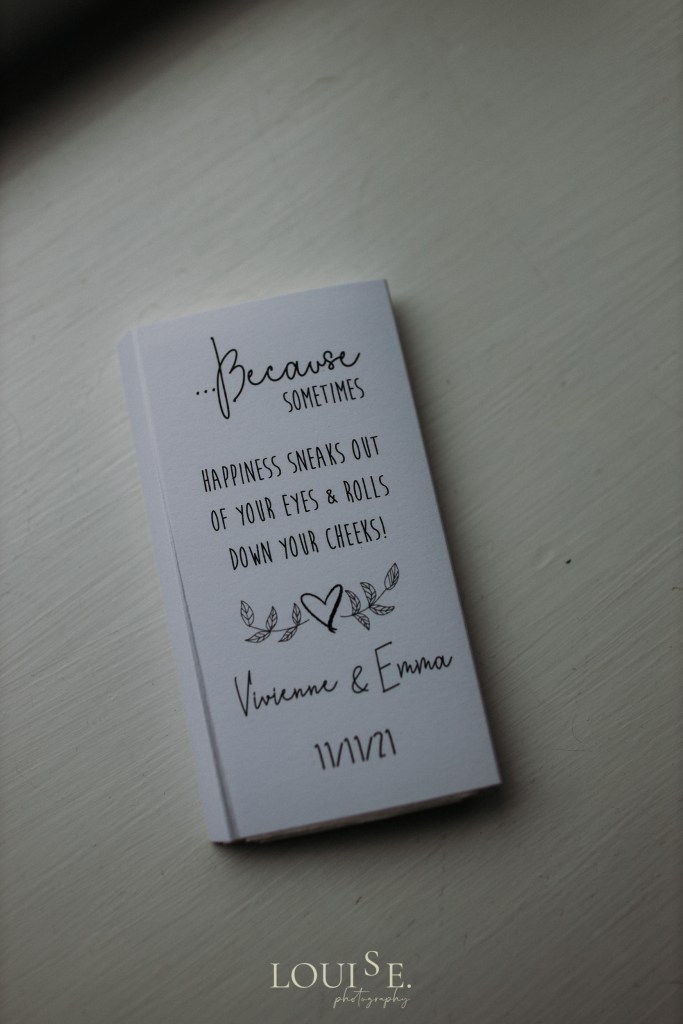 ...Because
SOMETIMES
HAPPINESS SNEAKS OUT
OF YOUR EYES & ROLLS
DOWN YOUR CHEEKS!
Vivienne & Emma
11/11/21
LOUISE.
photography